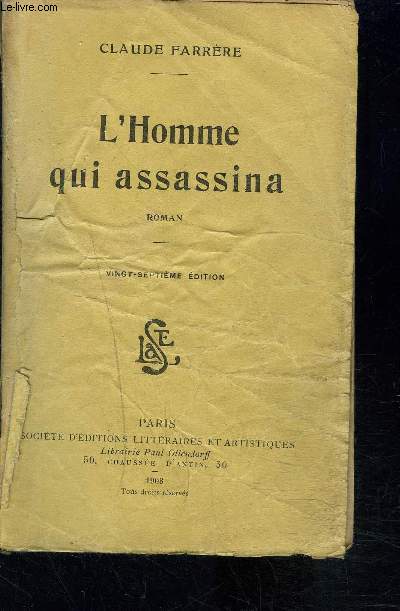 Le-livre.com
CLAUDE FARRÈRE
L'Homme
qui assassina
ROMAN
VINGT-SEPTIÈME ÉDITION
PARIS
SOCIÉTÉ D'ÉDITIONS LITTÉRAIRES ET ARTISTIQUES
Librairie Paul Ollendorff
50, CHAUSSÉE D'ANTIN, 50
1908
Tous droits réservés